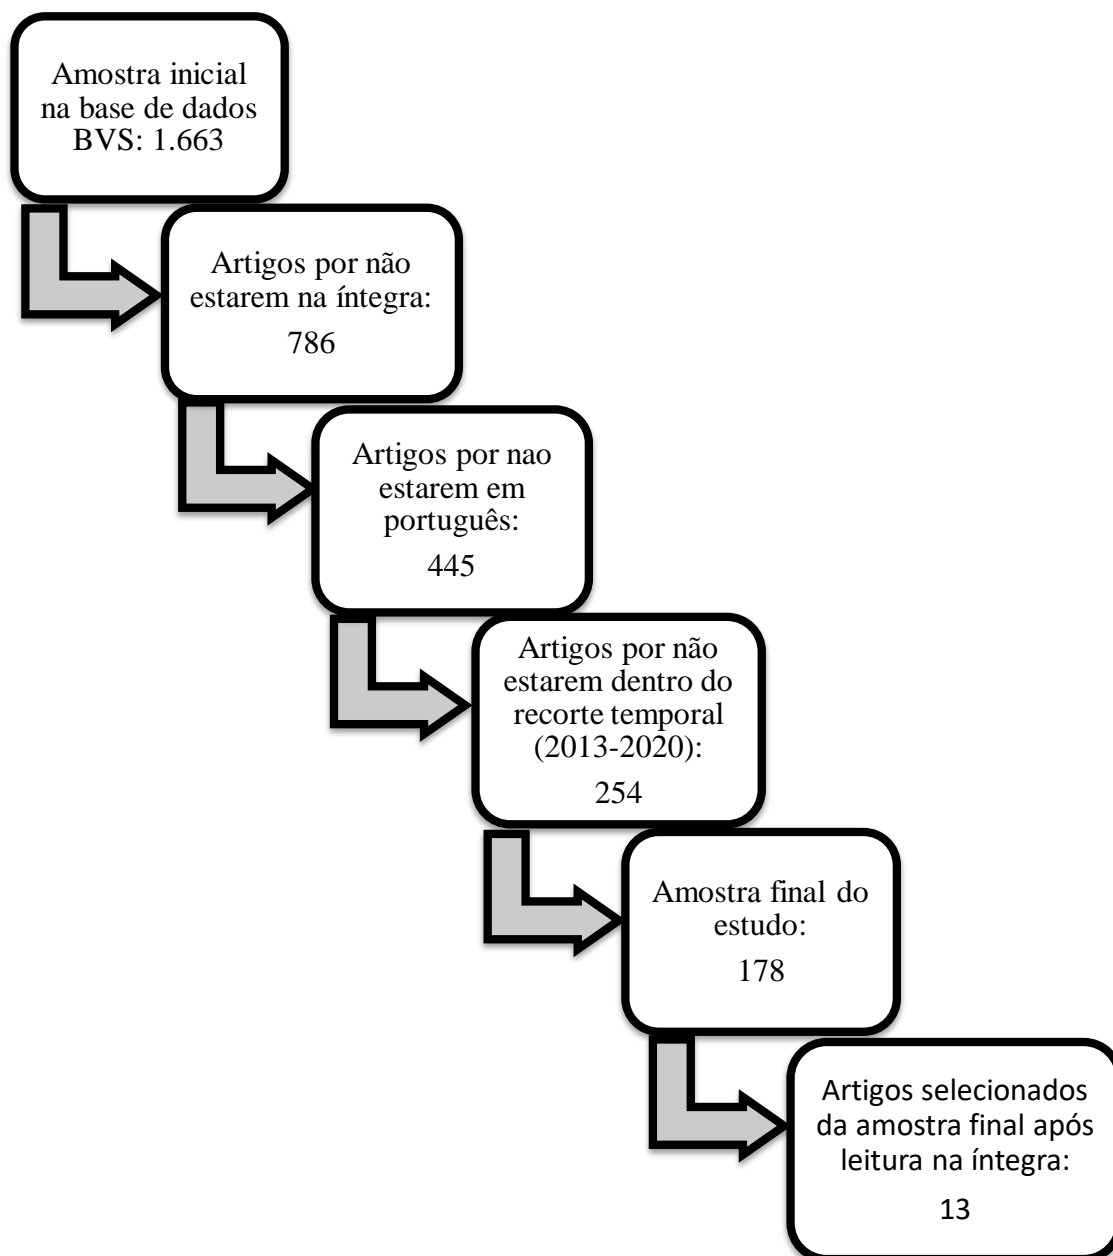 Amostra inicial
na base de dados
BVS: 1.663
Artigos por não
estarem na íntegra:
786
Artigos por nao
estarem em
português:
445
Artigos por não
estarem dentro do
recorte temporal
(2013-2020):
254
Amostra final do
estudo:
178
Artigos selecionados
da amostra final após
leitura na íntegra:
13